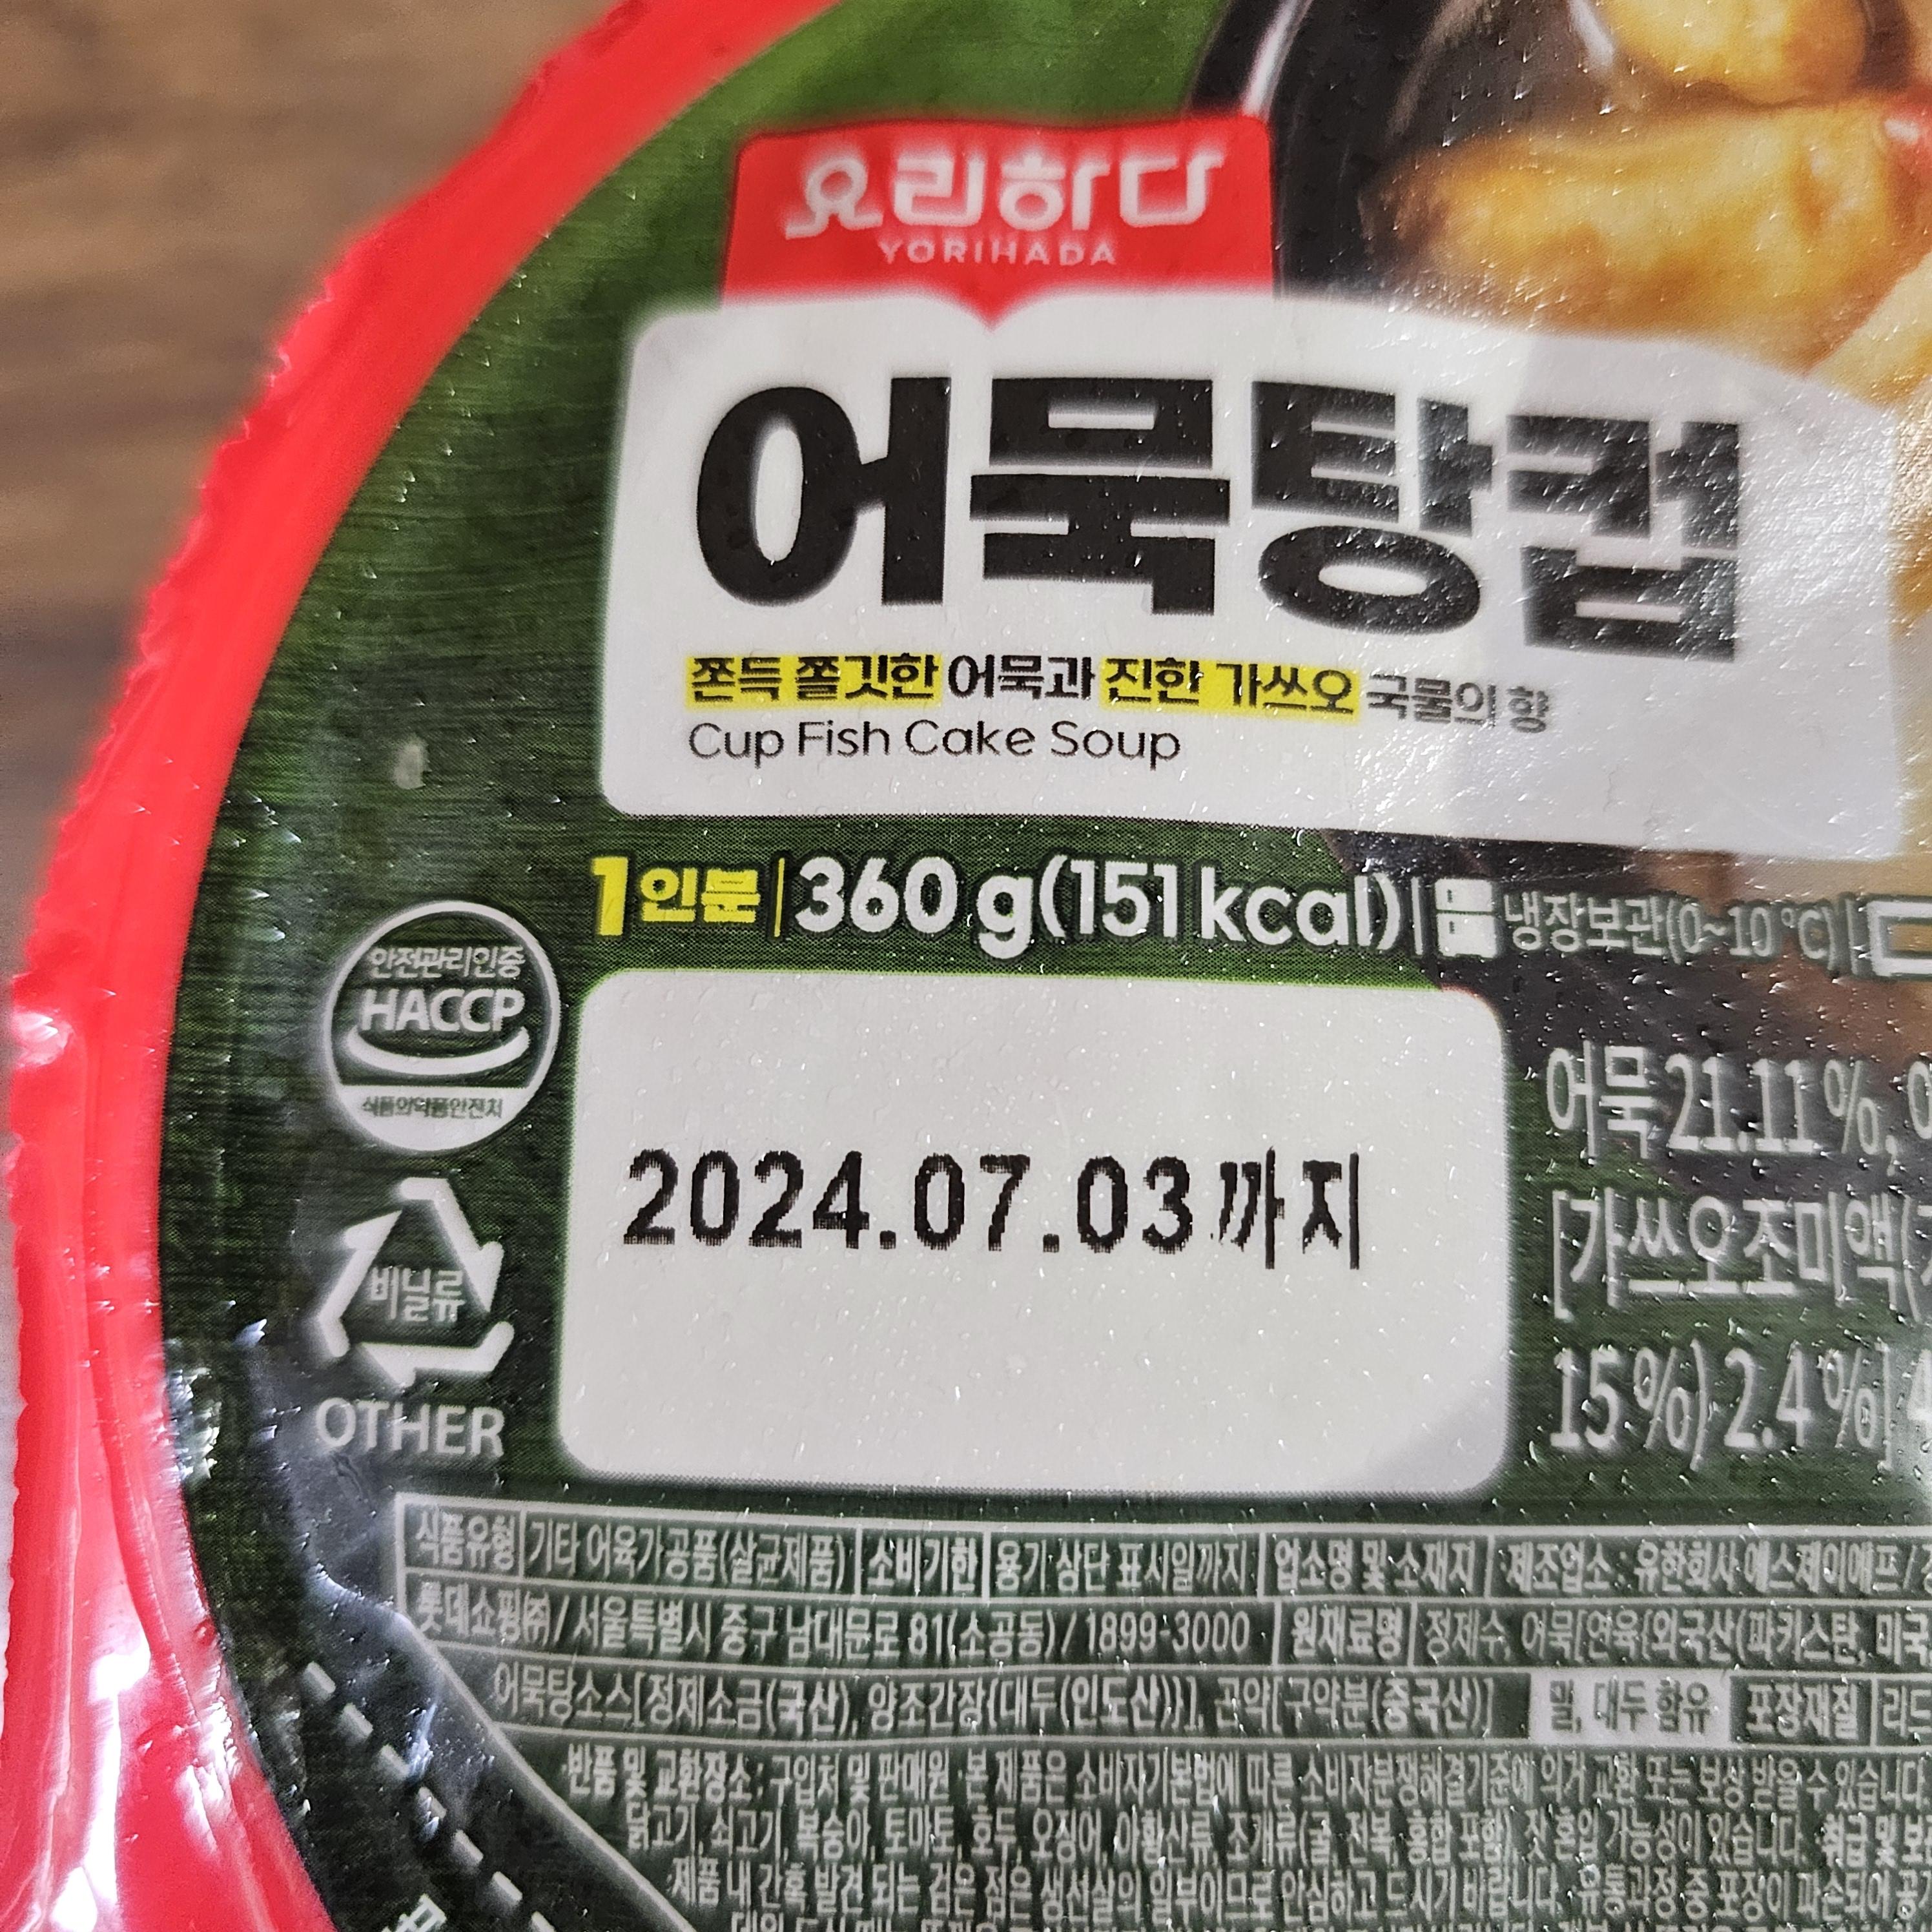 요리하다
YORIHADA
어묵탕컵
쫀득 쫄깃한 어묵과 진한 가쓰오 국물의 향
Cup Fish Cake Soup
1인분 | 360 g(151 kcal) | 냉장보관(0~10 ℃) |
안전관리인증
HACCP
식품의약품안전처
2024.07.03까지
어묵 21.11 %,
[가쓰오조미액(
15 %) 2.4 %]
비닐류
OTHER
식품유형 | 기타 어육가공품(살균제품) | 소비기한 | 용기 상단 표시일까지 | 업소명 및 소재지 | 제조업소 : 유한회사 에스제이에프 /
롯데쇼핑㈜ / 서울특별시 중구 남대문로 81(소공동) / 1899-3000 | 원재료명 | 정제수, 어묵[연육{외국산(파키스탄, 미국
어묵탕소스[정제소금(국산), 양조간장{대두(인도산)}], 곤약[구약분(중국산)] 밀, 대두 함유 포장재질 | 리드
반품 및 교환장소 : 구입처 및 판매원 본 제품은 소비자기본법에 따른 소비자분쟁해결기준에 의거 교환 또는 보상 받을 수 있습니다
닭고기, 쇠고기, 복숭아, 토마토, 호두, 오징어, 아황산류, 조개류(굴, 전복, 홍합 포함), 잣 혼입 가능성이 있습니다. 취급 및 보
제품 내 간혹 발견 되는 검은 점은 생선살의 일부이므로 안심하고 드시기 바랍니다. 유통과정 중 포장이 파손되어 공